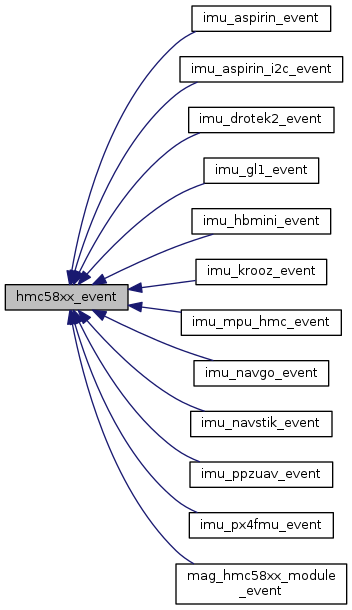 imu_aspirin_event
imu_aspirin_i2c_event
imu_drotek2_event
imu_gl1_event
imu_hbmini_event
imu_krooz_event
hmc58xx_event
imu_mpu_hmc_event
imu_navgo_event
imu_navstik_event
imu_ppzuav_event
imu_px4fmu_event
mag_hmc58xx_module
_event